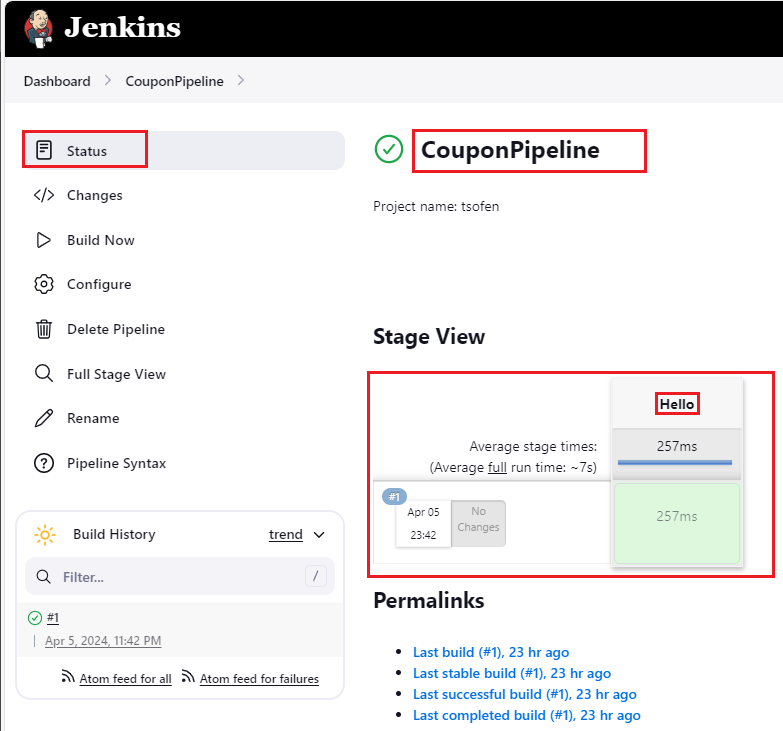 Jenkins
Dashboard > CouponPipeline >
Status
Changes
Build Now
Configure
Delete Pipeline
Full Stage View
Rename
Pipeline Syntax
Build History trend
Filter... /
#1
Apr 5, 2024, 11:42 PM
Atom feed for all Atom feed for failures
CouponPipeline
Project name: tsofen
Stage View
Hello
Average stage times: 257ms
(Average full run time: ~7s)
#1
Apr 05
23:42
No
Changes
257ms
Permalinks
Last build (#1), 23 hr ago
Last stable build (#1), 23 hr ago
Last successful build (#1), 23 hr ago
Last completed build (#1), 23 hr ago